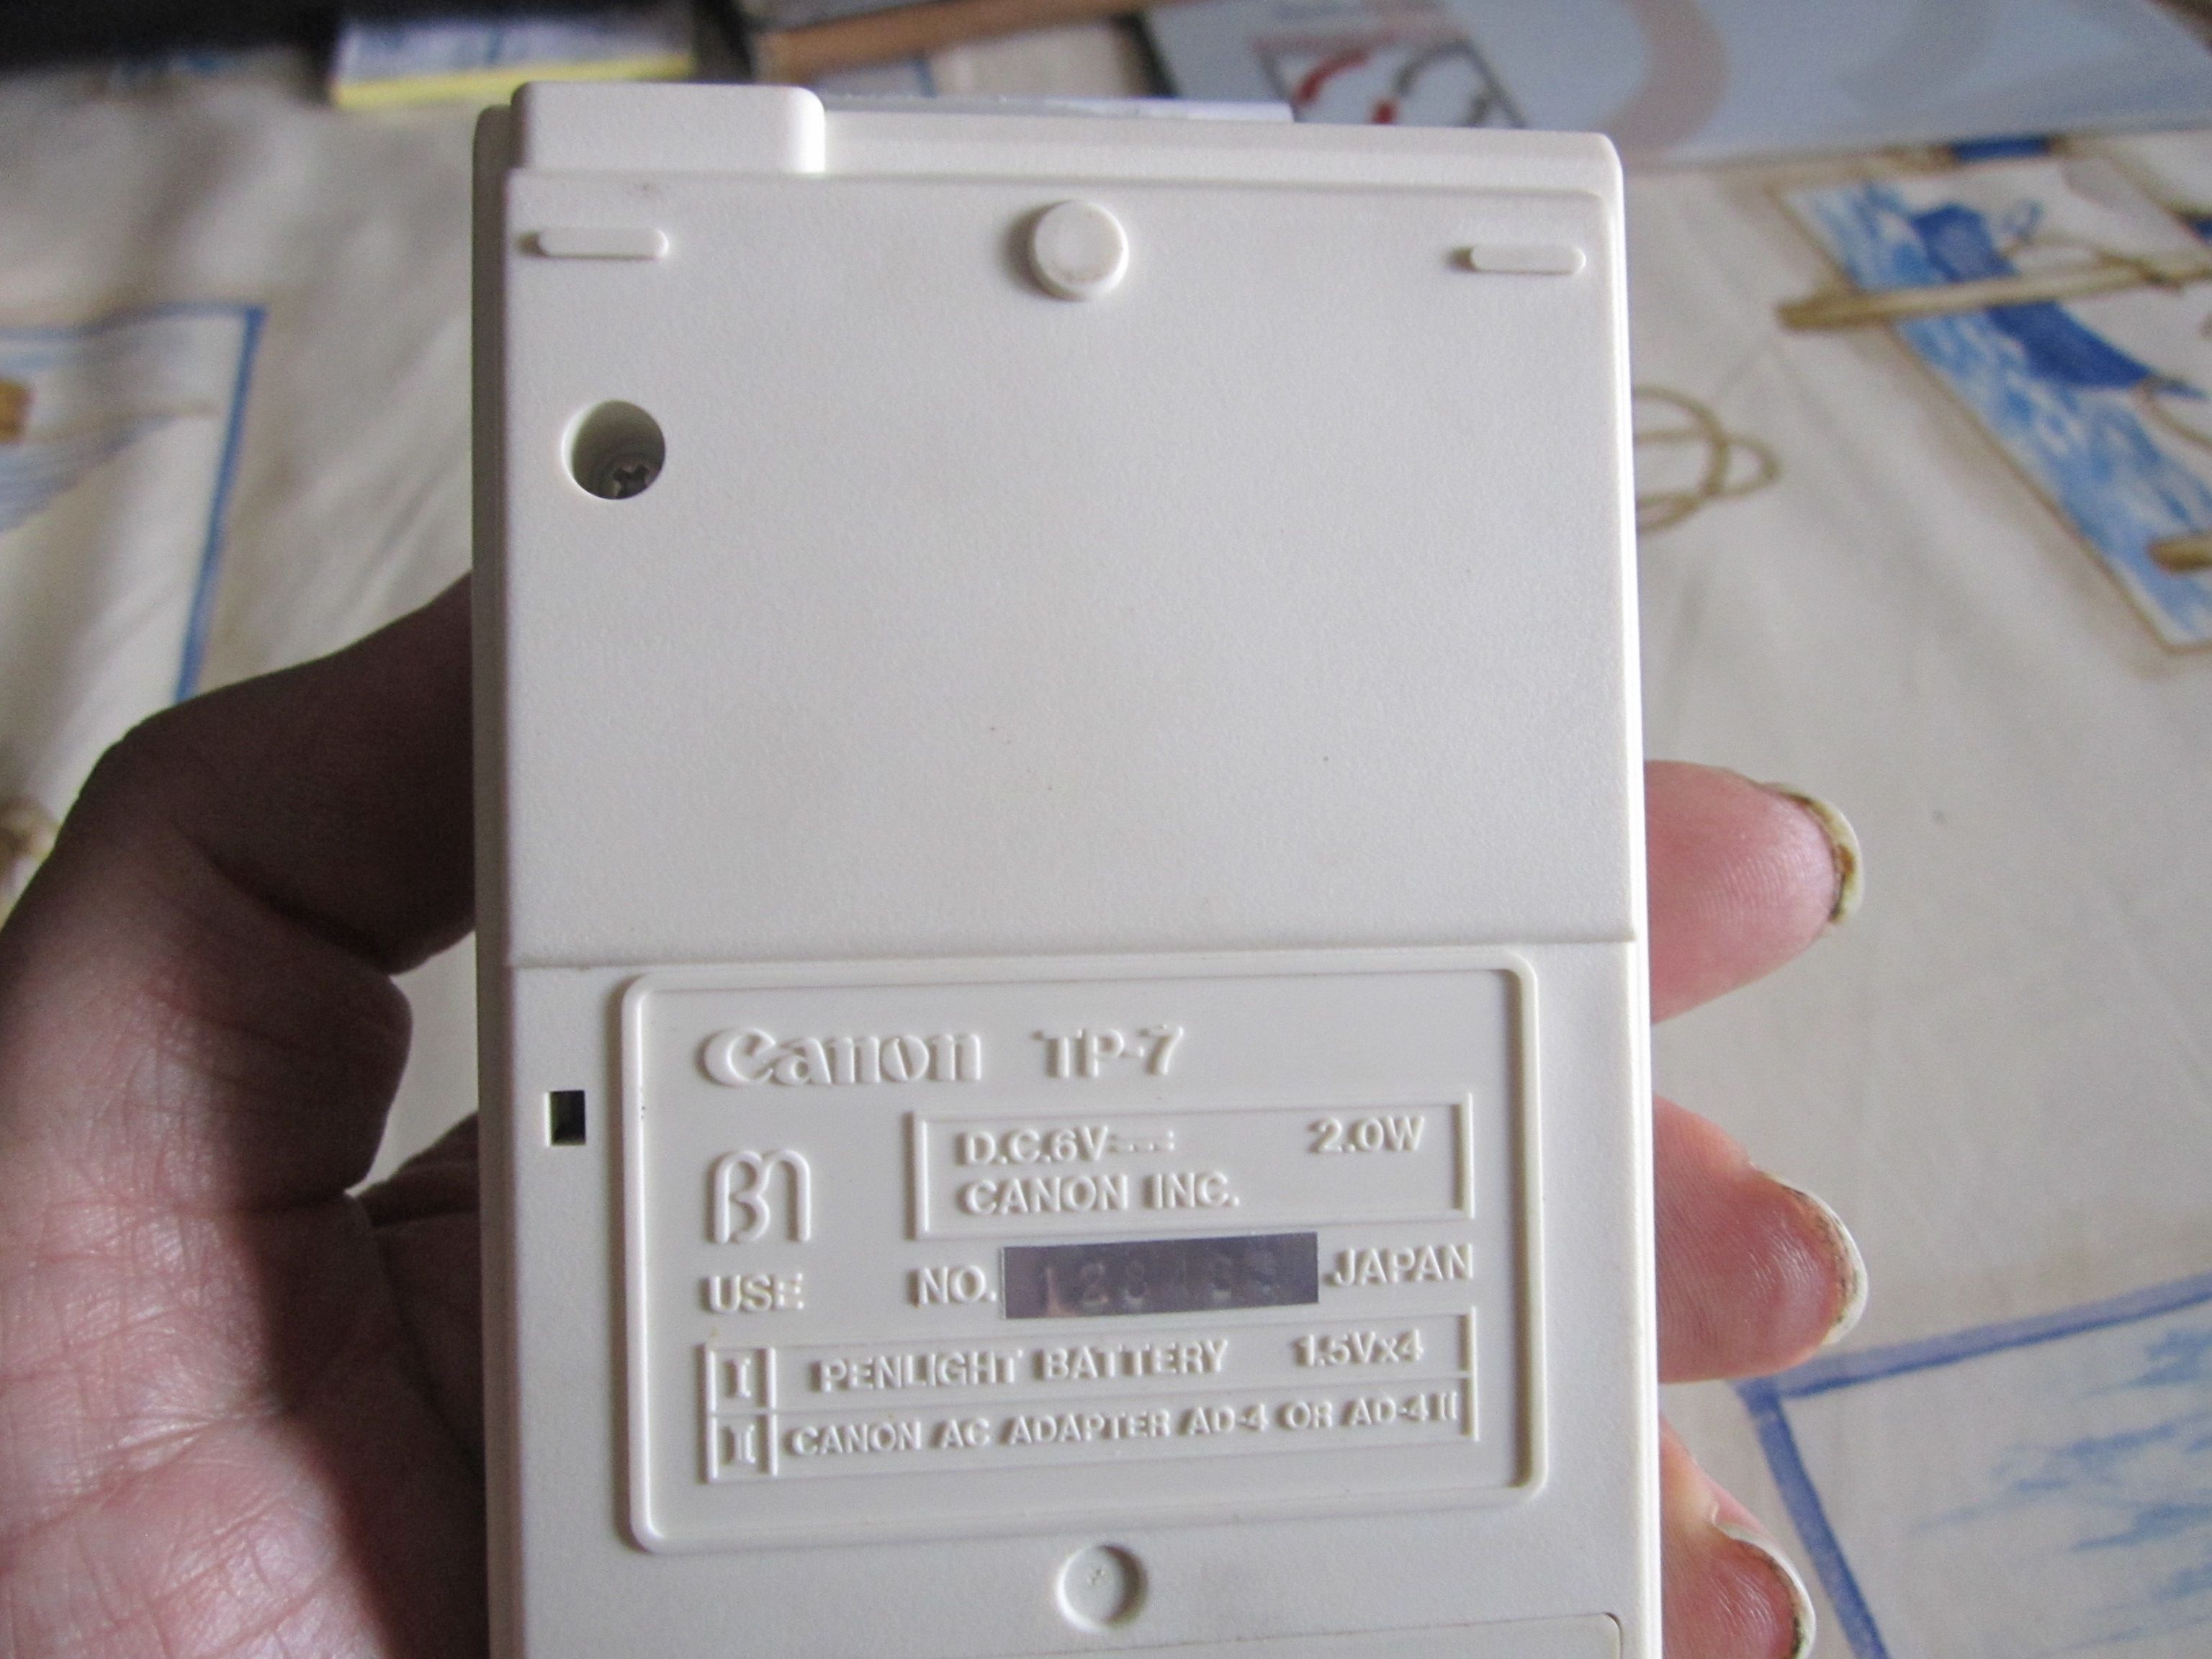 Canon TP-7
D.C.6V 2.0W
CANON INC.
USE NO. JAPAN
I PENLIGHT BATTERY 1.5Vx4
II CANON AC ADAPTER AD-4 OR AD-4II